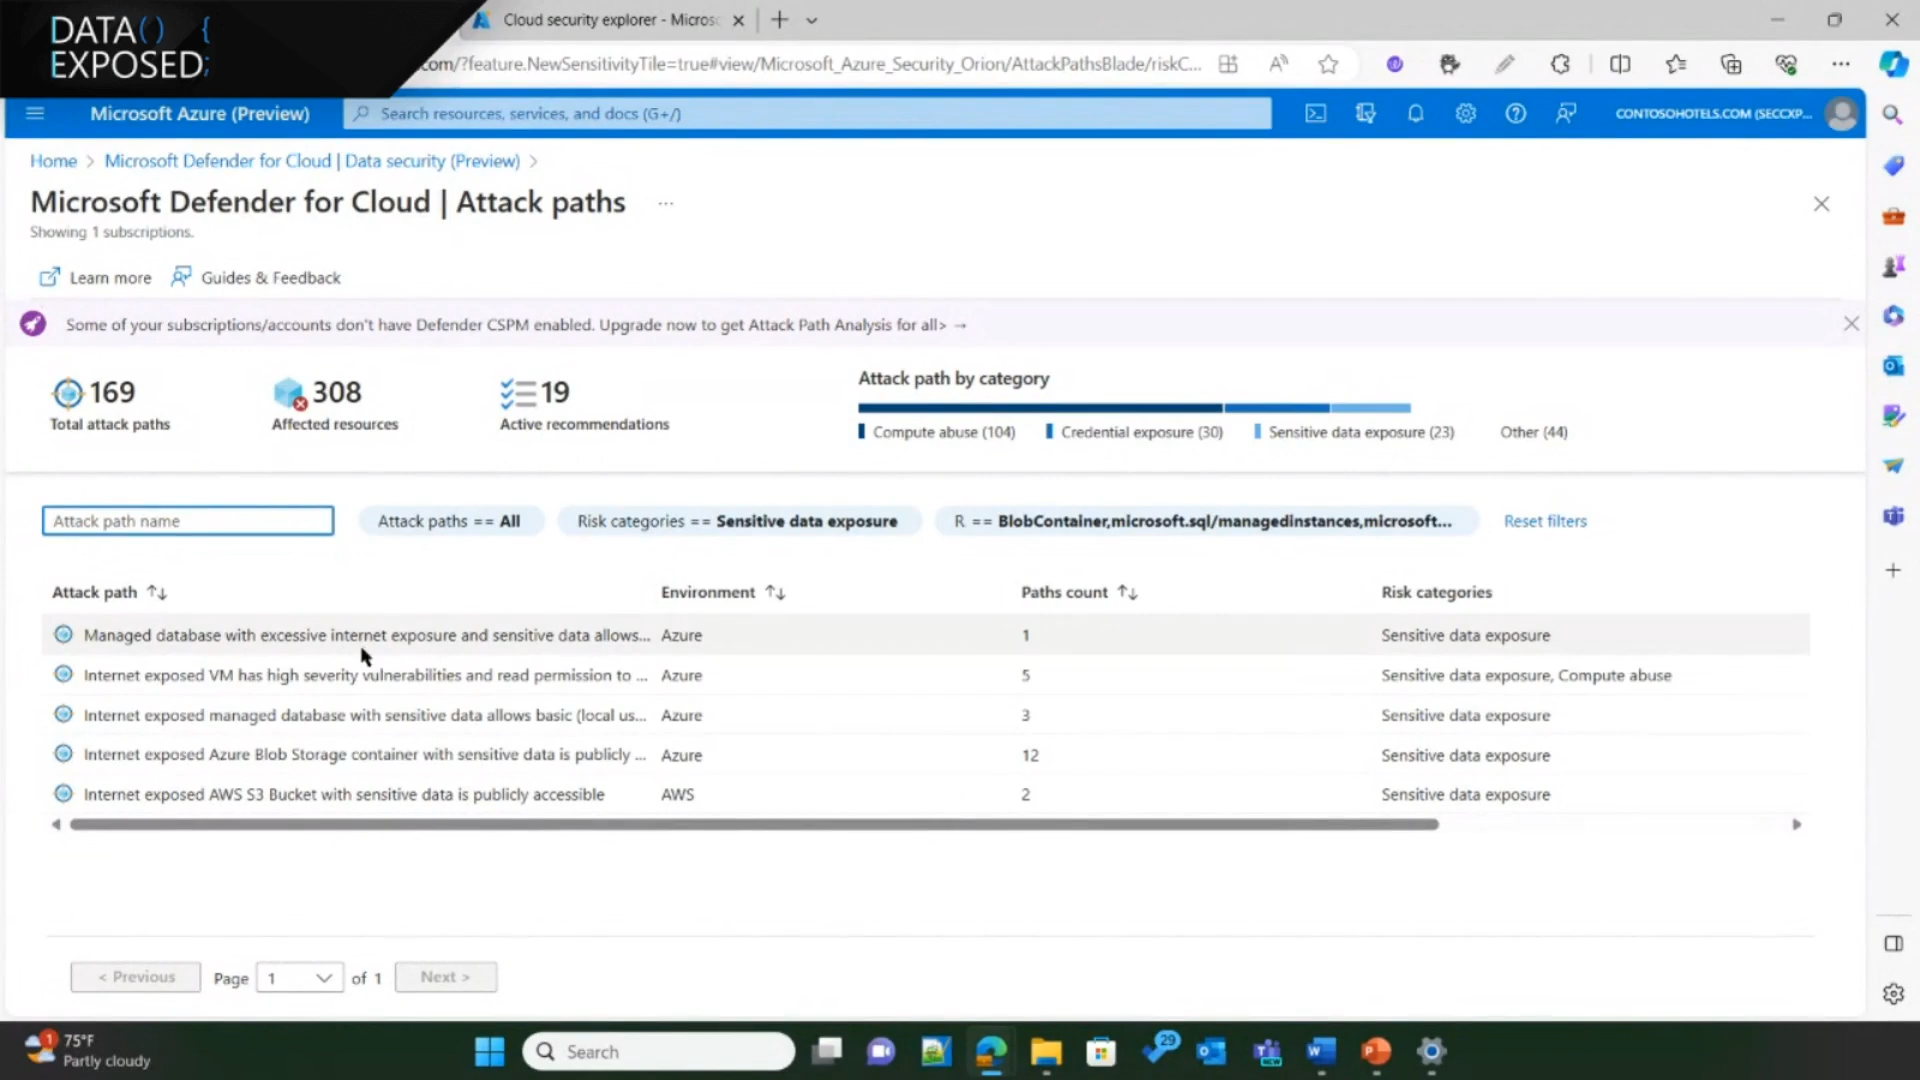 DATA() {
EXPOSED;
Cloud security explorer - Micros
com/?feature.NewSensitivityTile=true#view/Microsoft_Azure_Security_Orion/AttackPathsBlade/riskC...
Microsoft Azure (Preview)
Search resources, services, and docs (G+/)
CONTOSOHOTELS.COM (SECCXP...
Home > Microsoft Defender for Cloud | Data security (Preview) >
Microsoft Defender for Cloud | Attack paths ...
Showing 1 subscriptions.
Learn more
Guides & Feedback
Some of your subscriptions/accounts don't have Defender CSPM enabled. Upgrade now to get Attack Path Analysis for all> →
169
Total attack paths
308
Affected resources
19
Active recommendations
Attack path by category
Compute abuse (104) Credential exposure (30) Sensitive data exposure (23) Other (44)
Attack path name
Attack paths == All
Risk categories == Sensitive data exposure
R == BlobContainer,microsoft.sql/managedinstances,microsoft...
Reset filters
Attack path ↑↓ Environment ↑↓ Paths count ↑↓ Risk categories
Managed database with excessive internet exposure and sensitive data allows... Azure 1 Sensitive data exposure
Internet exposed VM has high severity vulnerabilities and read permission to ... Azure 5 Sensitive data exposure, Compute abuse
Internet exposed managed database with sensitive data allows basic (local us... Azure 3 Sensitive data exposure
Internet exposed Azure Blob Storage container with sensitive data is publicly ... Azure 12 Sensitive data exposure
Internet exposed AWS S3 Bucket with sensitive data is publicly accessible AWS 2 Sensitive data exposure
< Previous Page 1 of 1 Next >
1
75°F
Partly cloudy
Search
29
NEW